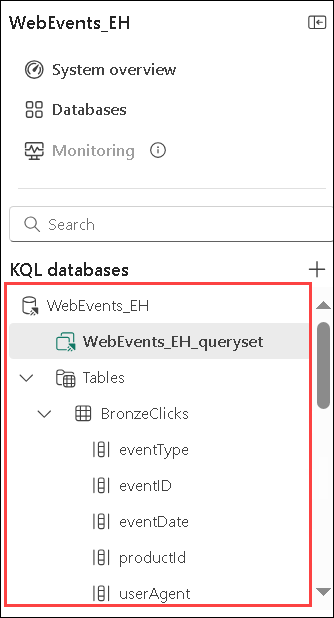 WebEvents_EH
System overview
Databases
Monitoring
Search
KQL databases
WebEvents_EH
WebEvents_EH_queryset
Tables
BronzeClicks
eventType
eventID
eventDate
productId
userAgent